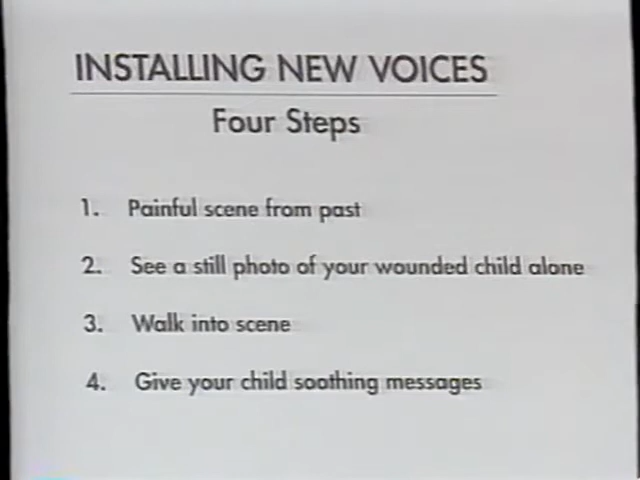 INSTALLING NEW VOICES
Four Steps
1. Painful scene from past
2. See a still photo of your wounded child alone
3. Walk into scene
4. Give your child soothing messages